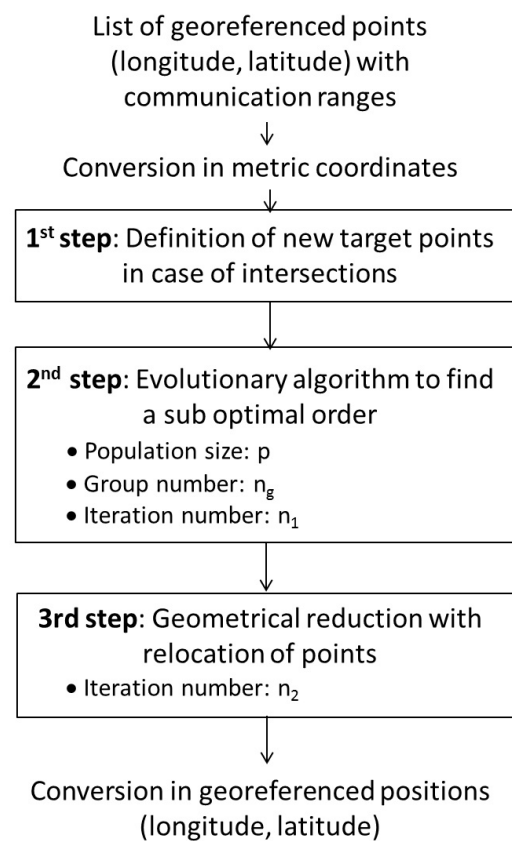 List of georeferenced points
(longitude, latitude) with
communication ranges
Conversion in metric coordinates
1st step: Definition of new target points
in case of intersections
2nd step: Evolutionary algorithm to find
a sub optimal order
• Population size: p
• Group number: ng
• Iteration number: n1
3rd step: Geometrical reduction with
relocation of points
• Iteration number: n2
Conversion in georeferenced positions
(longitude, latitude)